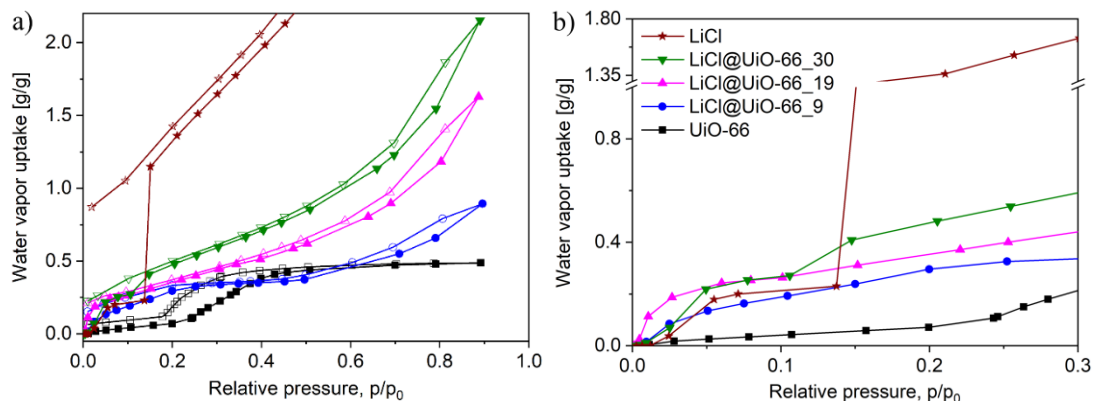 a)
Water vapor uptake [g/g]
2.0
1.5
1.0
0.5
0.0
0.0 0.2 0.4 0.6 0.8 1.0
Relative pressure, p/p₀
b)
Water vapor uptake [g/g]
1.80
1.35
0.8
0.4
0.0
LiCl
LiCl@UiO-66_30
LiCl@UiO-66_19
LiCl@UiO-66_9
UiO-66
0.0 0.1 0.2 0.3
Relative pressure, p/p₀